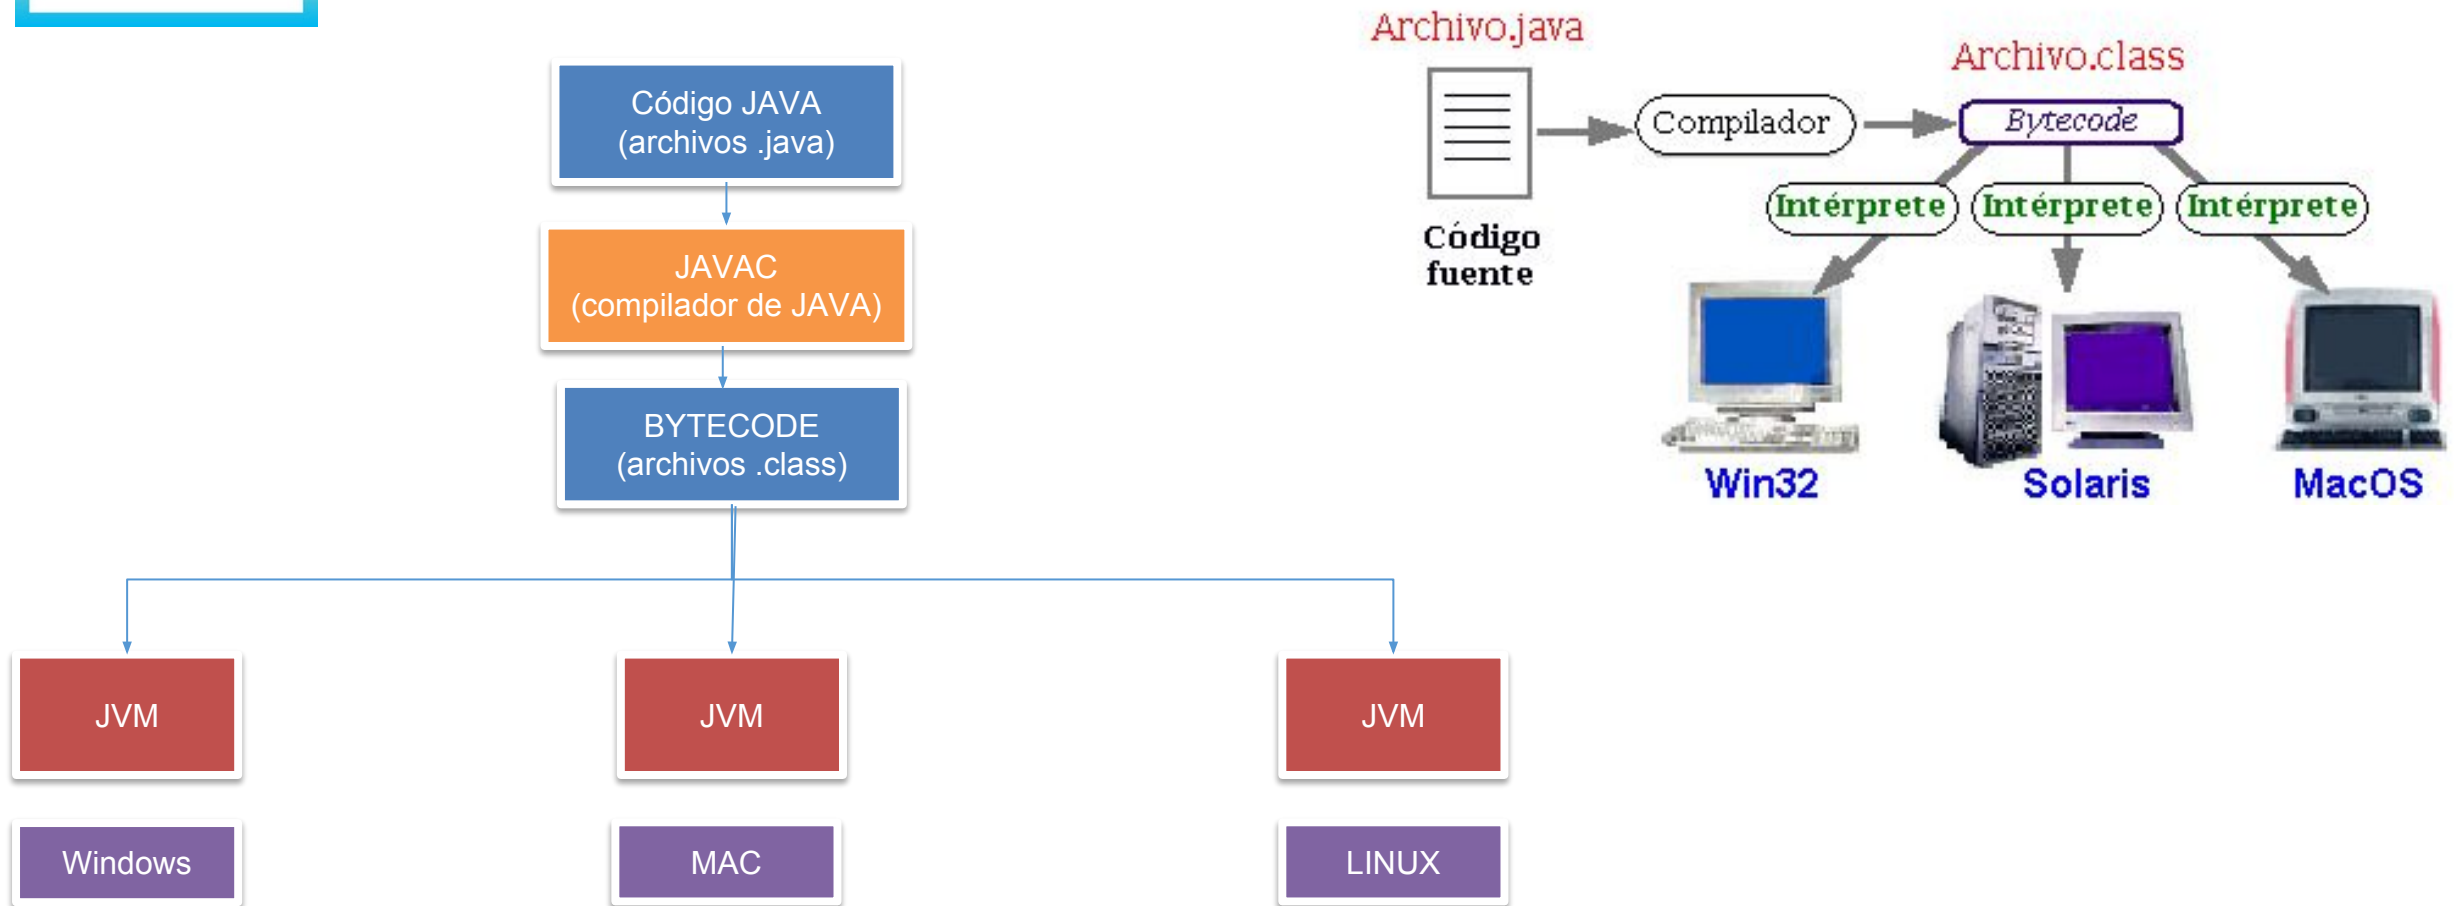 Código JAVA
(archivos .java)
JAVAC
(compilador de JAVA)
BYTECODE
(archivos .class)
JVM
JVM
JVM
Windows
MAC
LINUX
Archivo.java
Archivo.class
Compilador
Bytecode
Intérprete
Intérprete
Intérprete
Código
fuente
Win32
Solaris
MacOS